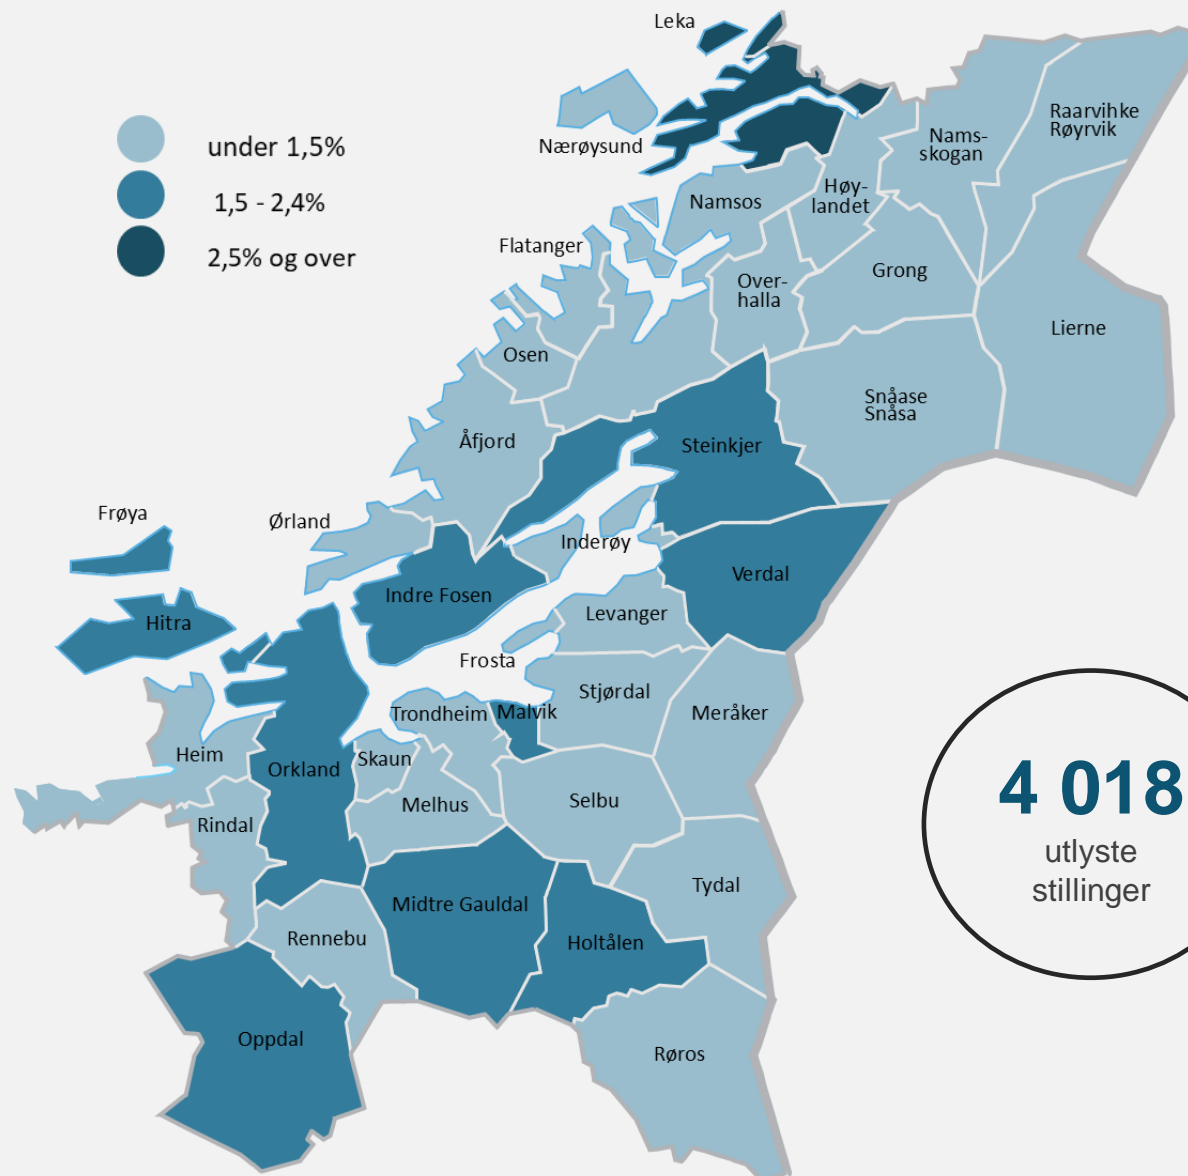 Leka
under 1,5%
1,5 - 2,4%
2,5% og over
Nærøysund
Nams-
skogan
Raarvihke
Røyrvik
Namsos
Høy-
landet
Flatanger
Over-
halla
Grong
Lierne
Osen
Snåase
Snåsa
Åfjord
Steinkjer
Frøya
Ørland
Inderøy
Verdal
Indre Fosen
Hitra
Levanger
Frosta
Stjørdal
Meråker
Trondheim
Malvik
Heim
Orkland
Skaun
Melhus
Selbu
Rindal
4 018
utlyste
stillinger
Tydal
Midtre Gauldal
Holtålen
Rennebu
Oppdal
Røros